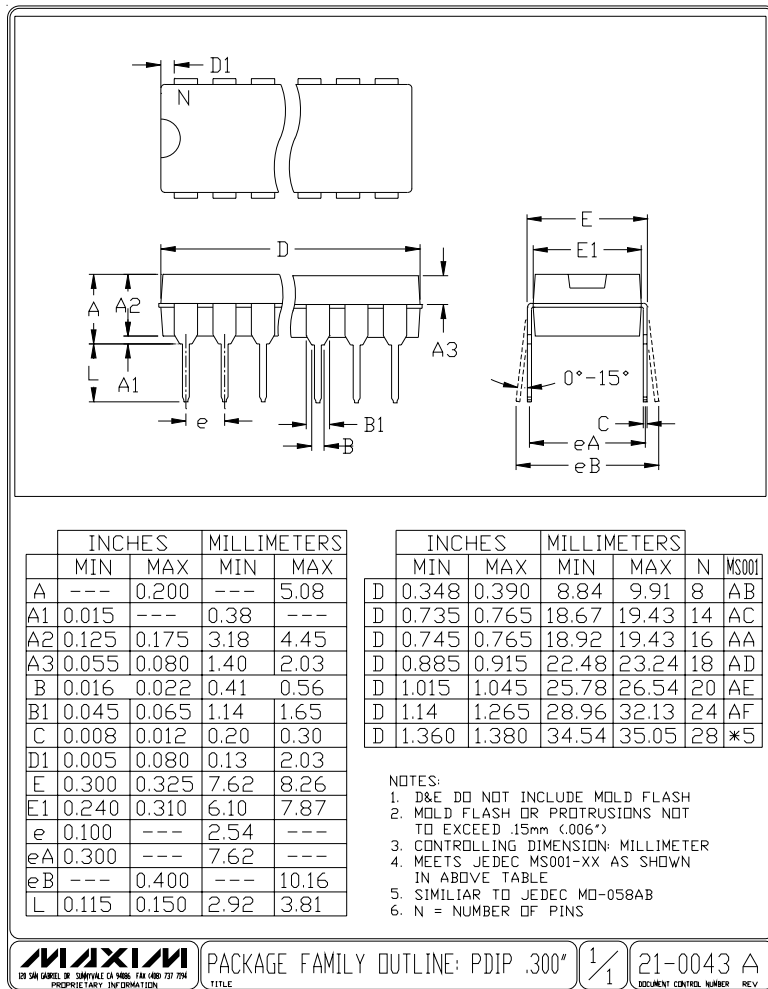 D1
N
D
E
E1
A
A2
A3
L
A1
0°-15°
e
B1
B
C
eA
eB
INCHES MILLIMETERS
MIN MAX MIN MAX
A --- 0.200 --- 5.08
A1 0.015 --- 0.38 ---
A2 0.125 0.175 3.18 4.45
A3 0.055 0.080 1.40 2.03
B 0.016 0.022 0.41 0.56
B1 0.045 0.065 1.14 1.65
C 0.008 0.012 0.20 0.30
D1 0.005 0.080 0.13 2.03
E 0.300 0.325 7.62 8.26
E1 0.240 0.310 6.10 7.87
e 0.100 --- 2.54 ---
eA 0.300 --- 7.62 ---
eB --- 0.400 --- 10.16
L 0.115 0.150 2.92 3.81
INCHES MILLIMETERS
MIN MAX MIN MAX N MS001
D 0.348 0.390 8.84 9.91 8 AB
D 0.735 0.765 18.67 19.43 14 AC
D 0.745 0.765 18.92 19.43 16 AA
D 0.885 0.915 22.48 23.24 18 AD
D 1.015 1.045 25.78 26.54 20 AE
D 1.14 1.265 28.96 32.13 24 AF
D 1.360 1.380 34.54 35.05 28 *5
NOTES:
1. D&E DO NOT INCLUDE MOLD FLASH
2. MOLD FLASH OR PROTRUSIONS NOT
TO EXCEED .15mm (.006")
3. CONTROLLING DIMENSION: MILLIMETER
4. MEETS JEDEC MS001-XX AS SHOWN
IN ABOVE TABLE
5. SIMILIAR TO JEDEC MO-058AB
6. N = NUMBER OF PINS
MAXIM
120 SAN GABRIEL DR SUNNYVALE CA 94086 FAX (408) 737 7194
PROPRIETARY INFORMATION
PACKAGE FAMILY OUTLINE: PDIP .300"
TITLE
1/1
21-0043 A
DOCUMENT CONTROL NUMBER REV